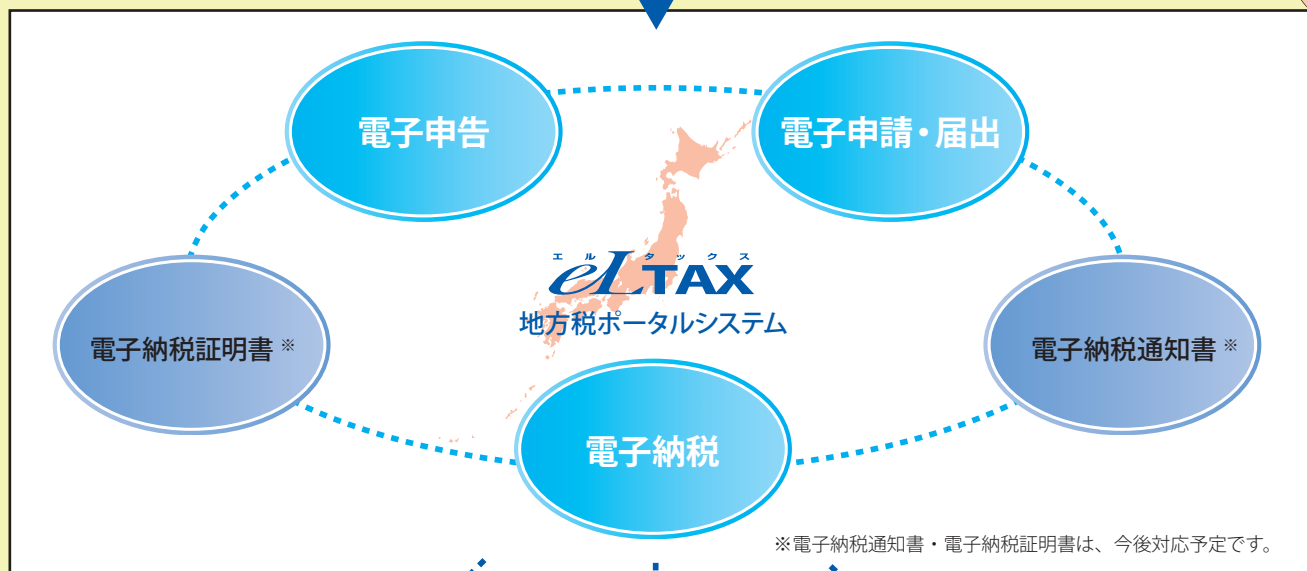 電子申告
電子申請・届出
エルタックス
eLTAX
地方税ポータルシステム
電子納税証明書※
電子納税通知書※
電子納税
※電子納税通知書・電子納税証明書は、今後対応予定です。